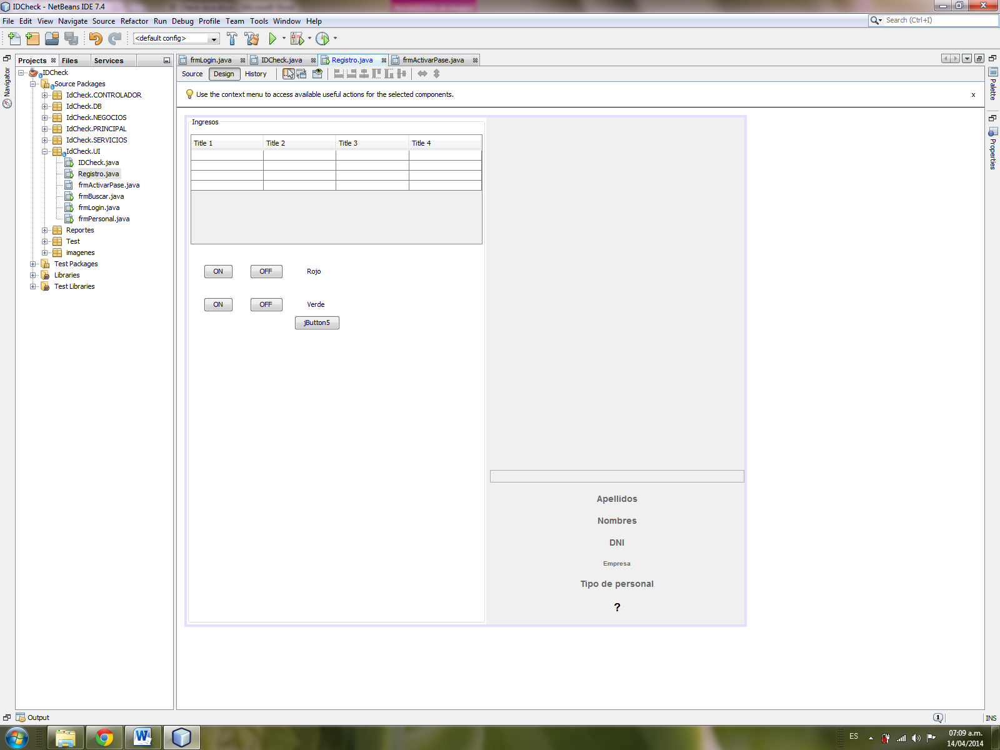 IDCheck - NetBeans IDE 7.4
File Edit View Navigate Source Refactor Run Debug Profile Team Tools Window Help
Search (Ctrl+I)
<default config>
Projects Files Services
frmLogin.java IDCheck.java Registro.java frmActivarPase.java
Source Design History
Navigator
Palette
Properties
Use the context menu to access available useful actions for the selected components.
x
IDCheck
Source Packages
IdCheck.CONTROLADOR
IdCheck.DB
IdCheck.NEGOCIOS
IdCheck.PRINCIPAL
IdCheck.SERVICIOS
IdCheck.UI
IDCheck.java
Registro.java
frmActivarPase.java
frmBuscar.java
frmLogin.java
frmPersonal.java
Reportes
Test
imagenes
Test Packages
Libraries
Test Libraries
Ingresos
Title 1 Title 2 Title 3 Title 4
ON OFF Rojo
ON OFF Verde
jButton5
Apellidos
Nombres
DNI
Empresa
Tipo de personal
?
Output
1
INS
ES
07:09 a.m.
14/04/2014